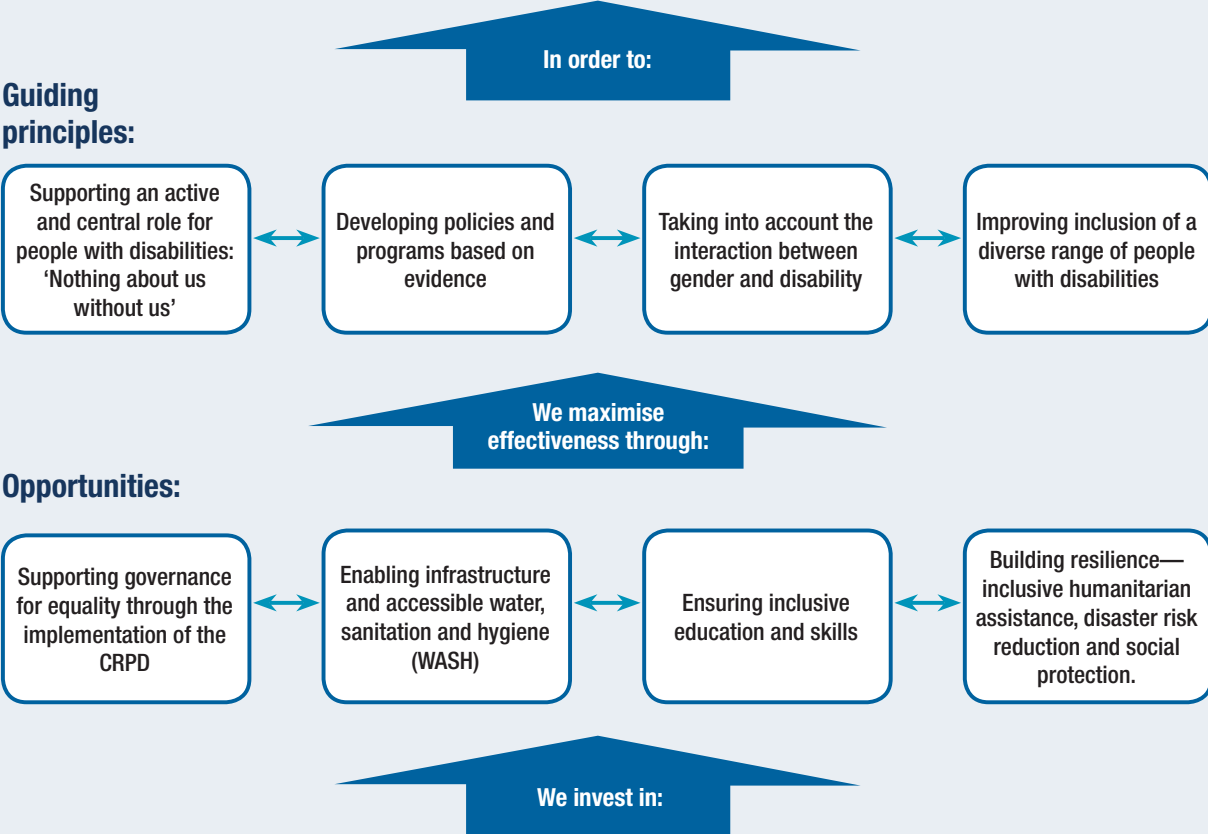 In order to:
Guiding
principles:
Supporting an active
and central role for
people with disabilities:
‘Nothing about us
without us’
Developing policies and
programs based on
evidence
Taking into account the
interaction between
gender and disability
Improving inclusion of a
diverse range of people
with disabilities
We maximise
effectiveness through:
Opportunities:
Supporting governance
for equality through the
implementation of the
CRPD
Enabling infrastructure
and accessible water,
sanitation and hygiene
(WASH)
Ensuring inclusive
education and skills
Building resilience—
inclusive humanitarian
assistance, disaster risk
reduction and social
protection.
We invest in: